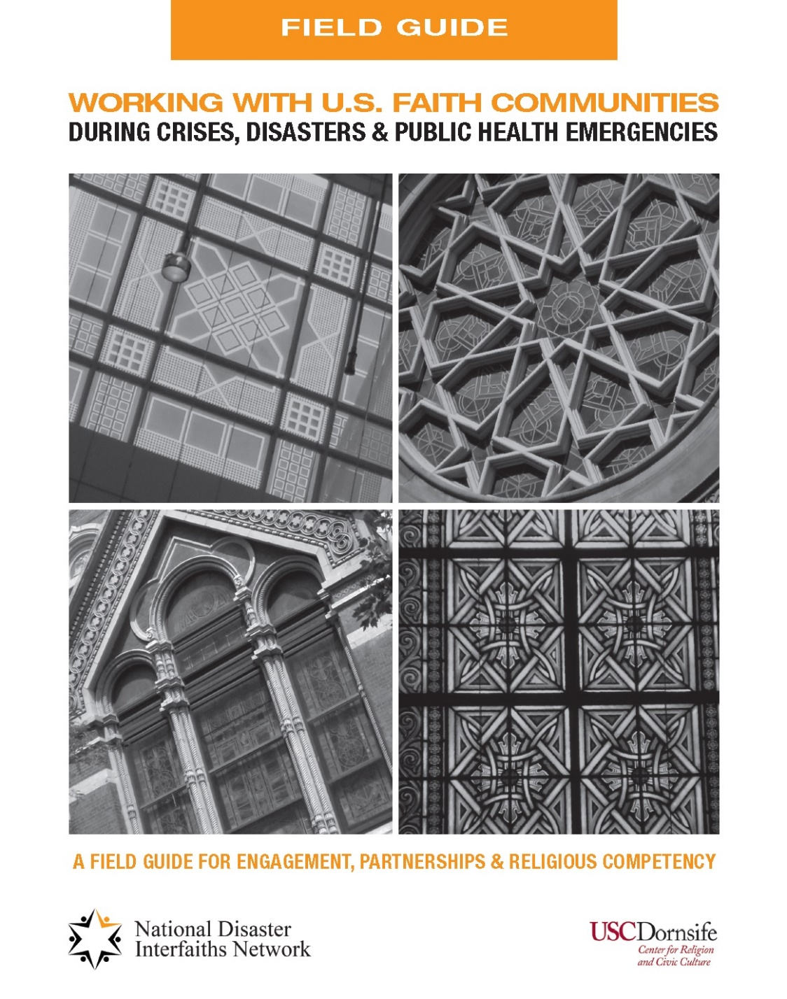 FIELD GUIDE
WORKING WITH U.S. FAITH COMMUNITIES
DURING CRISES, DISASTERS & PUBLIC HEALTH EMERGENCIES
A FIELD GUIDE FOR ENGAGEMENT, PARTNERSHIPS & RELIGIOUS COMPETENCY
National Disaster
Interfaiths Network
USCDornsife
Center for Religion
and Civic Culture